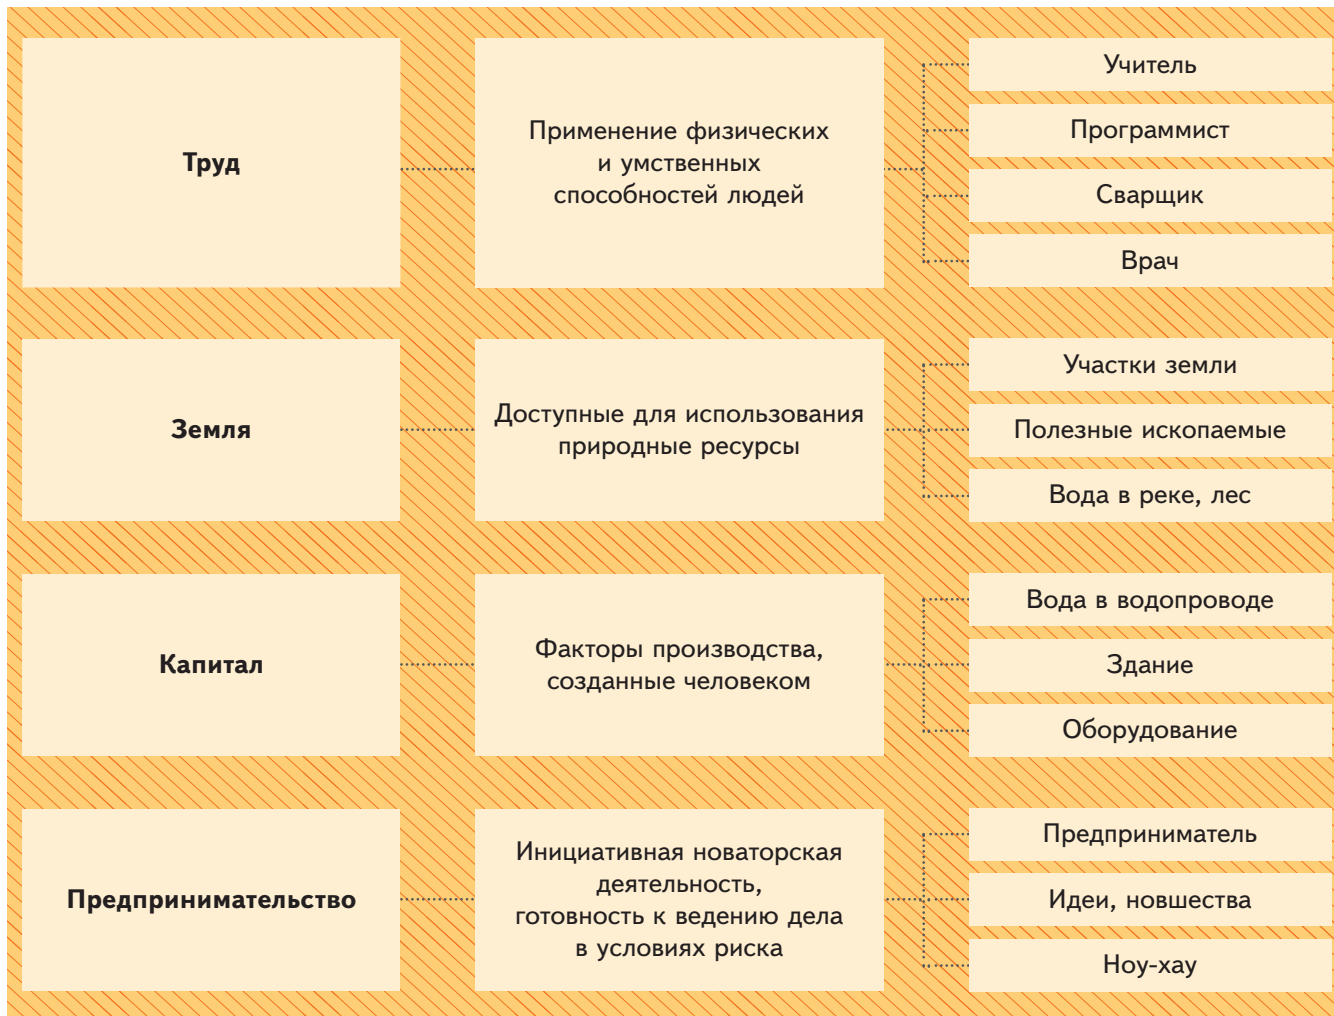 Труд
Применение физических
и умственных
способностей людей
Учитель
Программист
Сварщик
Врач
Земля
Доступные для использования
природные ресурсы
Участки земли
Полезные ископаемые
Вода в реке, лес
Капитал
Факторы производства,
созданные человеком
Вода в водопроводе
Здание
Оборудование
Предпринимательство
Инициативная новаторская
деятельность,
готовность к ведению дела
в условиях риска
Предприниматель
Идеи, новшества
Ноу-хау